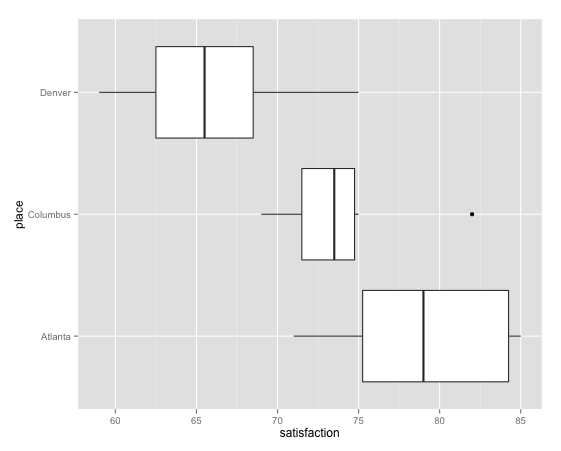 Denver
place
Columbus
Atlanta
60 65 70 75 80 85
satisfaction